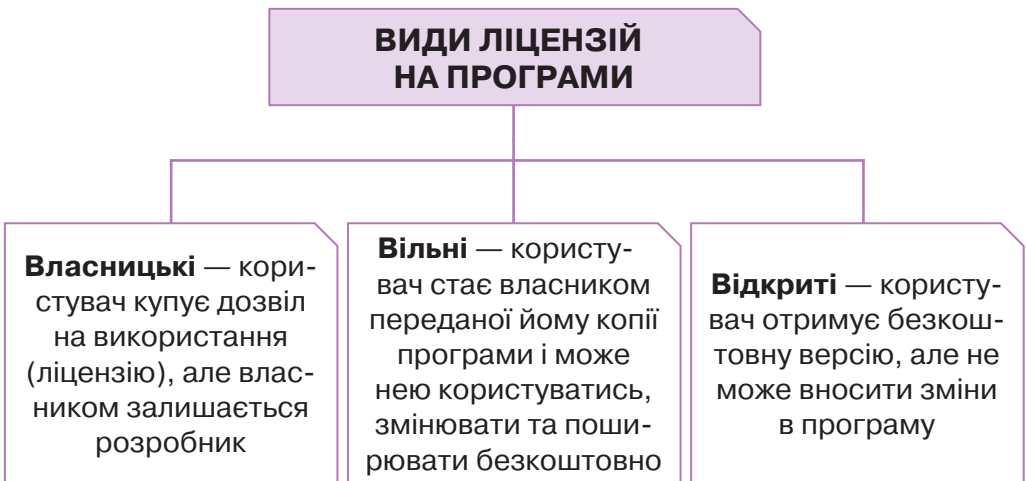 ВИДИ ЛІЦЕНЗІЙ
НА ПРОГРАМИ
Власницькі — кори-
стувач купує дозвіл
на використання
(ліцензію), але влас-
ником залишається
розробник
Вільні — користу-
вач стає власником
переданої йому копії
програми і може
нею користуватись,
змінювати та поши-
рювати безкоштовно
Відкриті — користу-
вач отримує безкош-
товну версію, але не
може вносити зміни
в програму